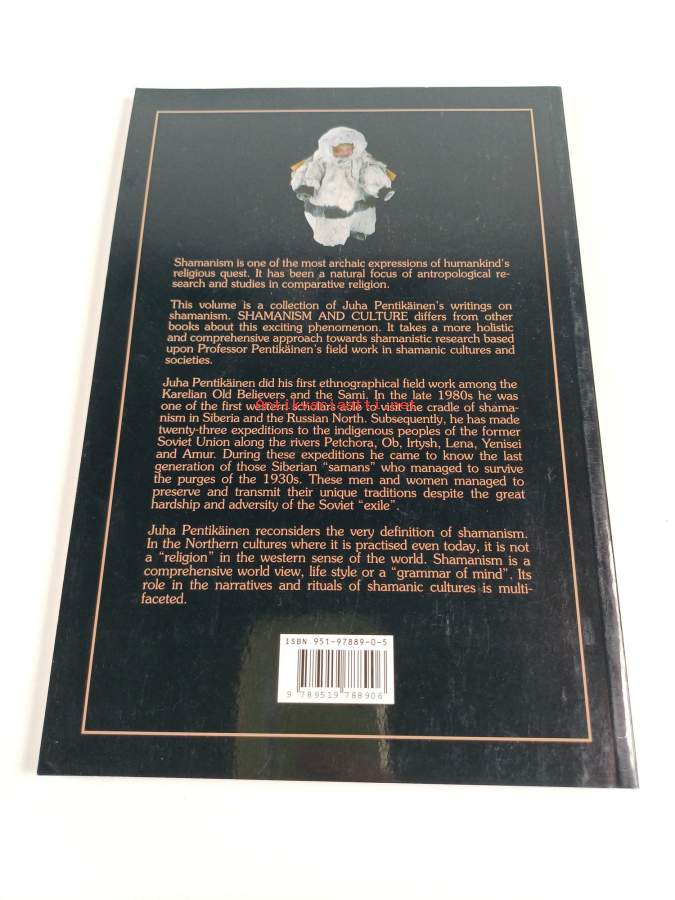 Shamanism is one of the most archaic expressions of humankind's
religious quest. It has been a natural focus of antropological re-
search and studies in comparative religion.
This volume is a collection of Juha Pentikäinen's writings on
shamanism. SHAMANISM AND CULTURE differs from other
books about this exciting phenomenon. It takes a more holistic
and comprehensive approach towards shamanistic research based
upon Professor Pentikäinen's field work in shamanic cultures and
societies.
Juha Pentikäinen did his first ethnographical field work among the
Karelian Old Believers and the Sami. In the late 1980s he was
one of the first western scholars able to visit the cradle of shama-
nism in Siberia and the Russian North. Subsequently, he has made
twenty-three expeditions to the indigenous peoples of the former
Soviet Union along the rivers Petchora, Ob, Irtysh, Lena, Yenisei
and Amur. During these expeditions he came to know the last
generation of those Siberian "samans" who managed to survive
the purges of the 1930s. These men and women managed to
preserve and transmit their unique traditions despite the great
hardship and adversity of the Soviet "exile".
Juha Pentikäinen reconsiders the very definition of shamanism.
In the Northern cultures where it is practised even today, it is not
a "religion" in the western sense of the world. Shamanism is a
comprehensive world view, life style or a "grammar of mind". Its
role in the narratives and rituals of shamanic cultures is multi-
faceted.
ISBN 951-97889-0-5
9 789519 788906